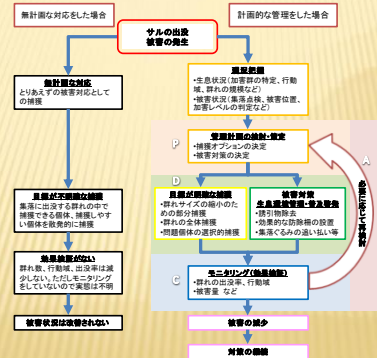 無計画な対応をした場合
計画的な管理をした場合
サルの出没
被害の発生
無計画な対応
とりあえずの被害対応として
の捕獲
目標が不明確な捕獲
集落に出没する群れの中で
捕獲できる個体、捕獲しやす
い個体を散発的に捕獲
効果検証がない
群れ数、行動域、出没率は減
少しない。ただしモニタリング
をしていないので実態は不明
被害状況は改善されない
現況把握
・生息状況(加害群の特定、行動
域、群れの規模など)
・被害状況(集落点検、被害位置、
加害レベルの判定など)
P
管理計画の検討・策定
・捕獲オプションの決定
・被害対策の決定
D
目標が明確な捕獲
・群れサイズの縮小のた
めの部分捕獲
・群れの全体捕獲
・問題個体の選択的捕獲
被害対策
生息環境管理・普及啓発
・誘引物除去
・効果的な防除柵の設置
・集落ぐるみの追い払い等
C
モニタリング(効果検証)
・群れの出没率、行動域
・被害量 など
A
必要に応じて再検討
被害の減少
対策の継続